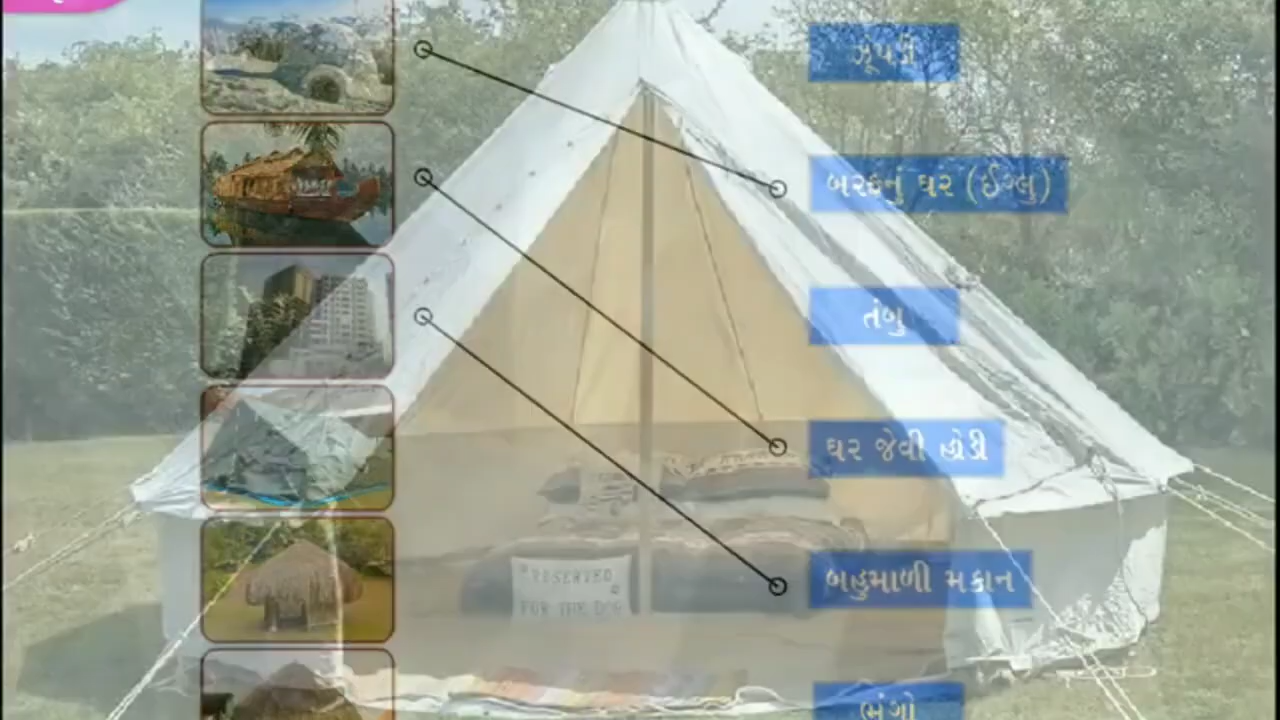 ઝૂંપડી
બરફનું ઘર (ઈગ્લુ)
તંબુ
ઘર જેવી હોડી
"RESERVED
FOR THE DOG
બહુમાળી મકાન
ભૂંગો